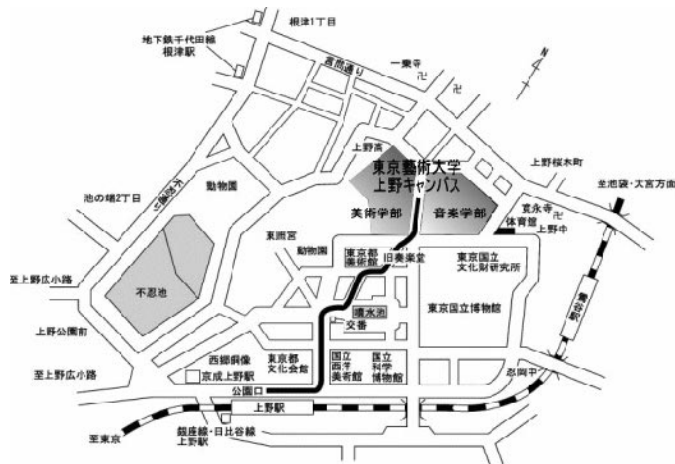 根津1丁目
地下鉄千代田線
根津駅
言問通り
一乗寺
上野高
東京藝術大学
上野キャンパス
上野桜木町
至池袋・大宮方面
池の端2丁目
不忍通り
動物園
美術学部
音楽学部
寛永寺
体育館
上野中
東照宮
動物園
東京都
美術館
旧奏楽堂
東京国立
文化財研究所
至上野広小路
不忍池
噴水池
交番
東京国立博物館
鶯谷駅
上野公園前
西郷銅像
東京都
文化会館
国立
西洋
美術館
国立
科学
博物館
忍岡中
至上野広小路
京成上野駅
公園口
上野駅
至東京
銀座線・日比谷線
上野駅
N